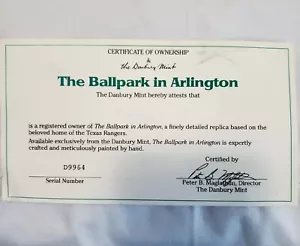 CERTIFICATE OF OWNERSHIP
the Danbury Mint
The Ballpark in Arlington
The Danbury Mint hereby attests that
is a registered owner of The Ballpark in Arlington, a finely detailed replica based on the
beloved home of the Texas Rangers.
Available exclusively from the Danbury Mint, The Ballpark in Arlington is expertly
crafted and meticulously painted by hand.
Certified by
D9964
Serial Number
Peter B. Maglathlin, Director
The Danbury Mint